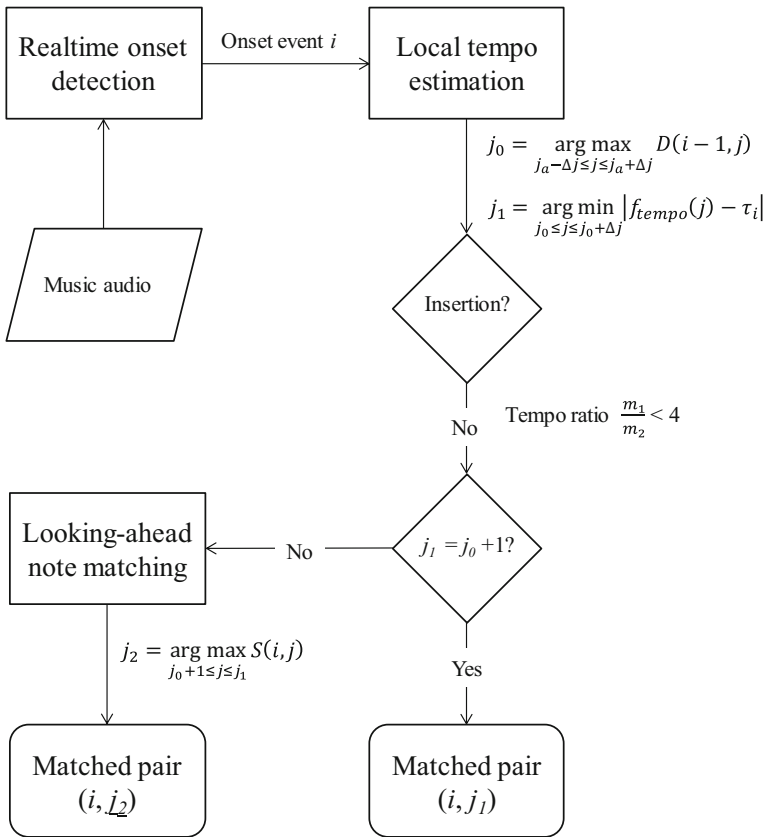 Realtime onset
detection
Onset event i
Local tempo
estimation
j₀ = arg max D(i − 1, j)
jₐ−Δj≤j≤jₐ+Δj
j₁ = arg min |f_tempo(j) − τᵢ|
j₀≤j≤j₀+Δj
Music audio
Insertion?
No
Tempo ratio m₁/m₂ < 4
Looking-ahead
note matching
No
j₁ = j₀ +1?
j₂ = arg max S(i, j)
j₀+1≤j≤j₁
Yes
Matched pair
(i, j₂)
Matched pair
(i, j₁)